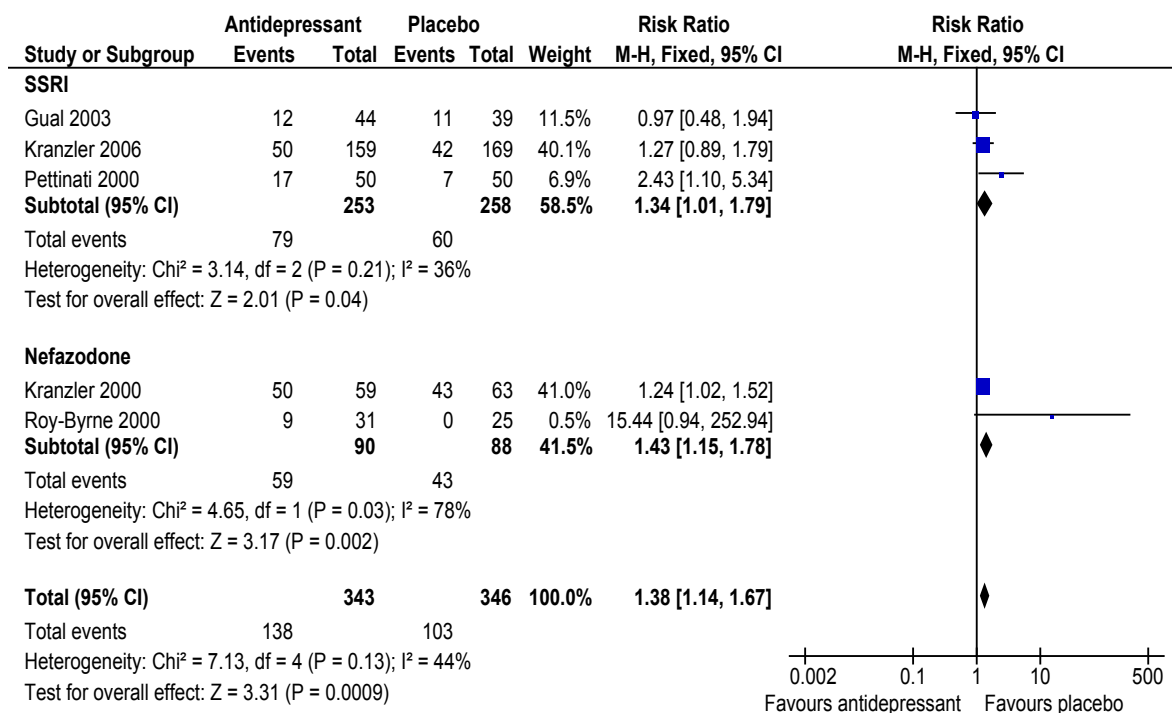 Antidepressant Placebo Risk Ratio Risk Ratio
Study or Subgroup Events Total Events Total Weight M-H, Fixed, 95% CI M-H, Fixed, 95% CI
SSRI
Gual 2003 12 44 11 39 11.5% 0.97 [0.48, 1.94]
Kranzler 2006 50 159 42 169 40.1% 1.27 [0.89, 1.79]
Pettinati 2000 17 50 7 50 6.9% 2.43 [1.10, 5.34]
Subtotal (95% CI) 253 258 58.5% 1.34 [1.01, 1.79]
Total events 79 60
Heterogeneity: Chi² = 3.14, df = 2 (P = 0.21); I² = 36%
Test for overall effect: Z = 2.01 (P = 0.04)
Nefazodone
Kranzler 2000 50 59 43 63 41.0% 1.24 [1.02, 1.52]
Roy-Byrne 2000 9 31 0 25 0.5% 15.44 [0.94, 252.94]
Subtotal (95% CI) 90 88 41.5% 1.43 [1.15, 1.78]
Total events 59 43
Heterogeneity: Chi² = 4.65, df = 1 (P = 0.03); I² = 78%
Test for overall effect: Z = 3.17 (P = 0.002)
Total (95% CI) 343 346 100.0% 1.38 [1.14, 1.67]
Total events 138 103
Heterogeneity: Chi² = 7.13, df = 4 (P = 0.13); I² = 44%
Test for overall effect: Z = 3.31 (P = 0.0009)
0.002 0.1 1 10 500
Favours antidepressant Favours placebo